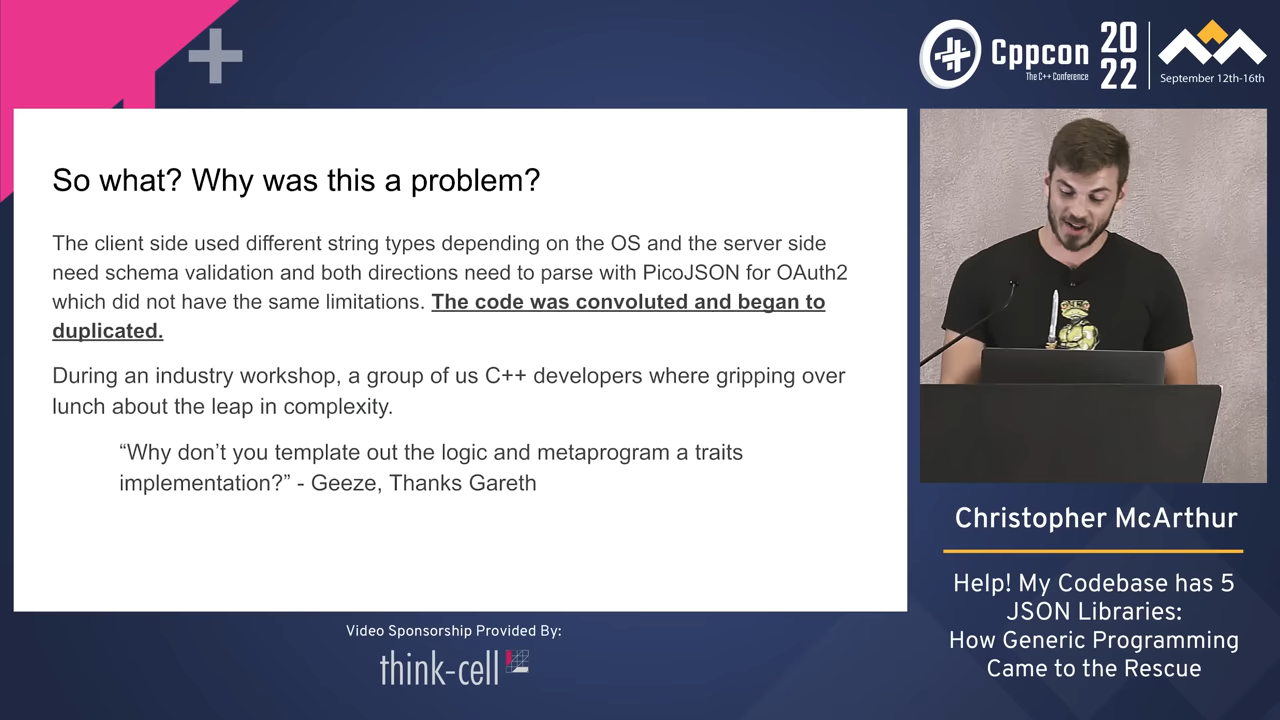 Cppcon
The C++ Conference
20
22
September 12th-16th
So what? Why was this a problem?
The client side used different string types depending on the OS and the server side
need schema validation and both directions need to parse with PicoJSON for OAuth2
which did not have the same limitations. The code was convoluted and began to
duplicated.
During an industry workshop, a group of us C++ developers where gripping over
lunch about the leap in complexity.
“Why don’t you template out the logic and metaprogram a traits
implementation?” - Geeze, Thanks Gareth
Christopher McArthur
Help! My Codebase has 5
JSON Libraries:
How Generic Programming
Came to the Rescue
Video Sponsorship Provided By:
think-cell